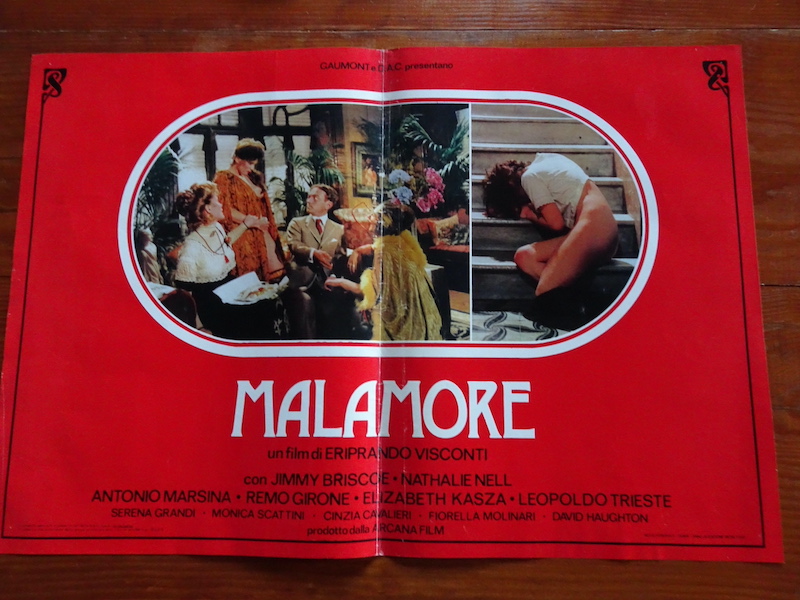 GAUMONT e D.A.C. presentano
MALAMORE
un film di ERIPRANDO VISCONTI
con JIMMY BRISCOE • NATHALIE NELL
ANTONIO MARSINA • REMO GIRONE • ELIZABETH KASZA • LEOPOLDO TRIESTE
SERENA GRANDI • MONICA SCATTINI • CINZIA CAVALIERI • FIORELLA MOLINARI • DAVID HAUGHTON
prodotto dalla ARCANA FILM